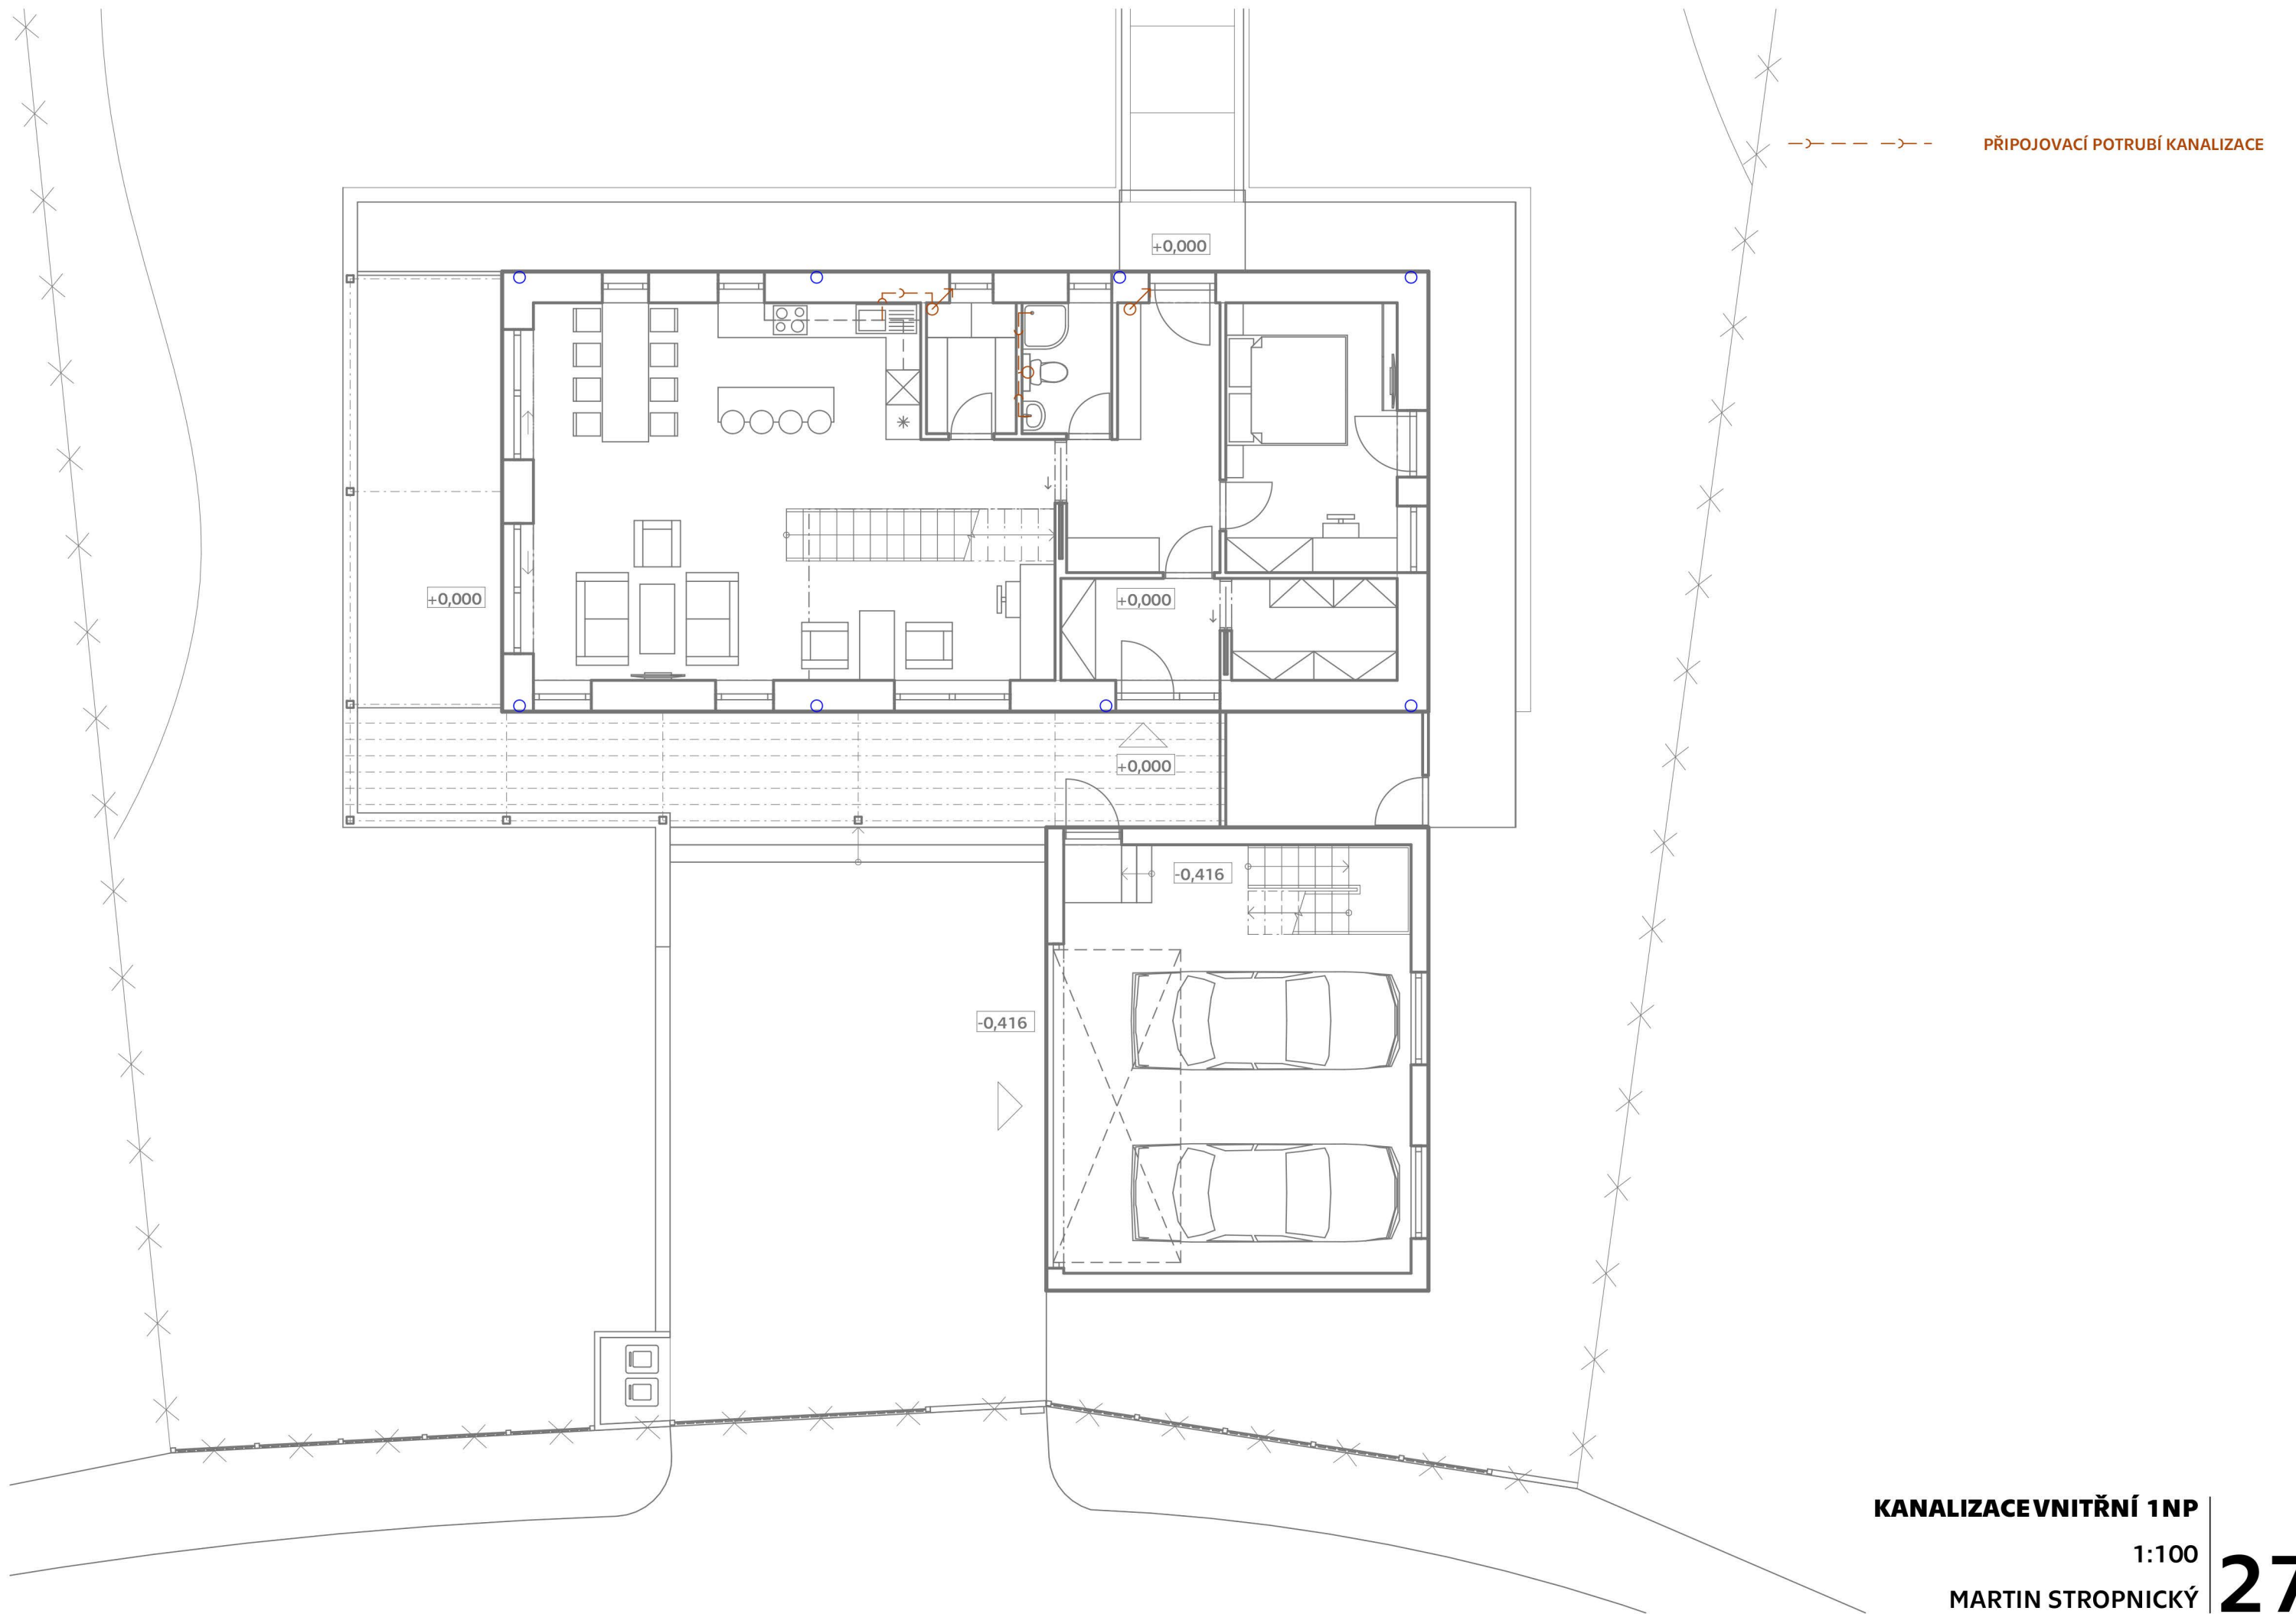 PŘIPOJOVACÍ POTRUBÍ KANALIZACE
+0,000
+0,000
+0,000
+0,000
-0,416
-0,416
KANALIZACE VNITŘNÍ 1NP
1:100
MARTIN STROPNICKÝ
27